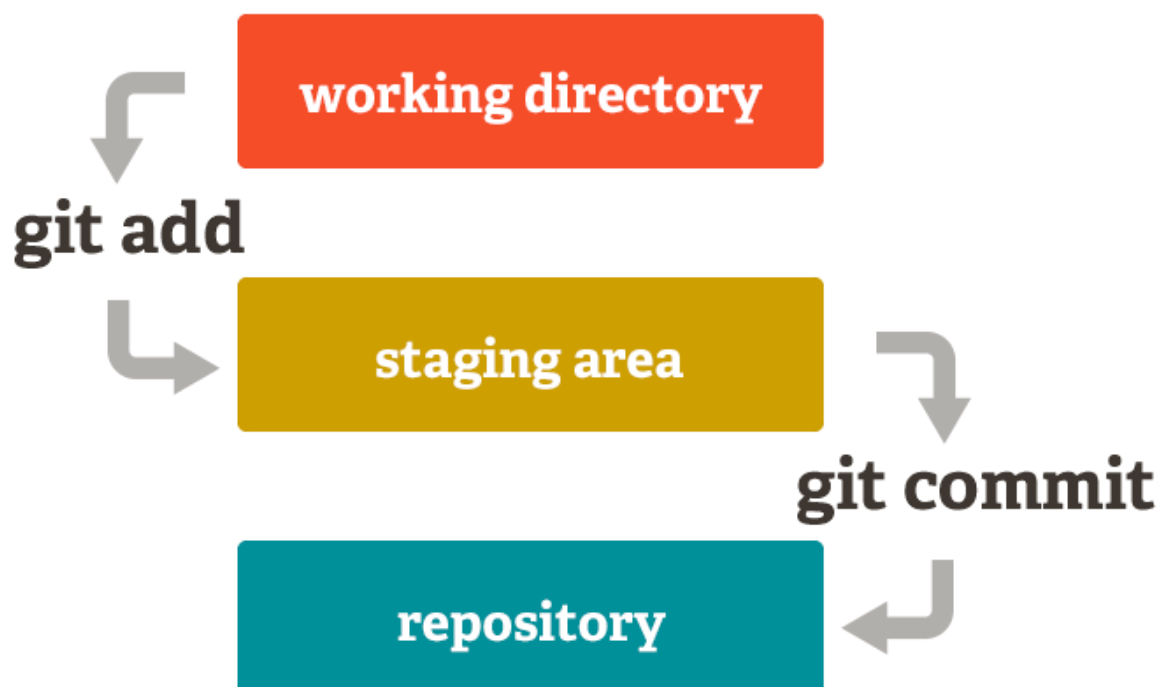 working directory
git add
staging area
git commit
repository